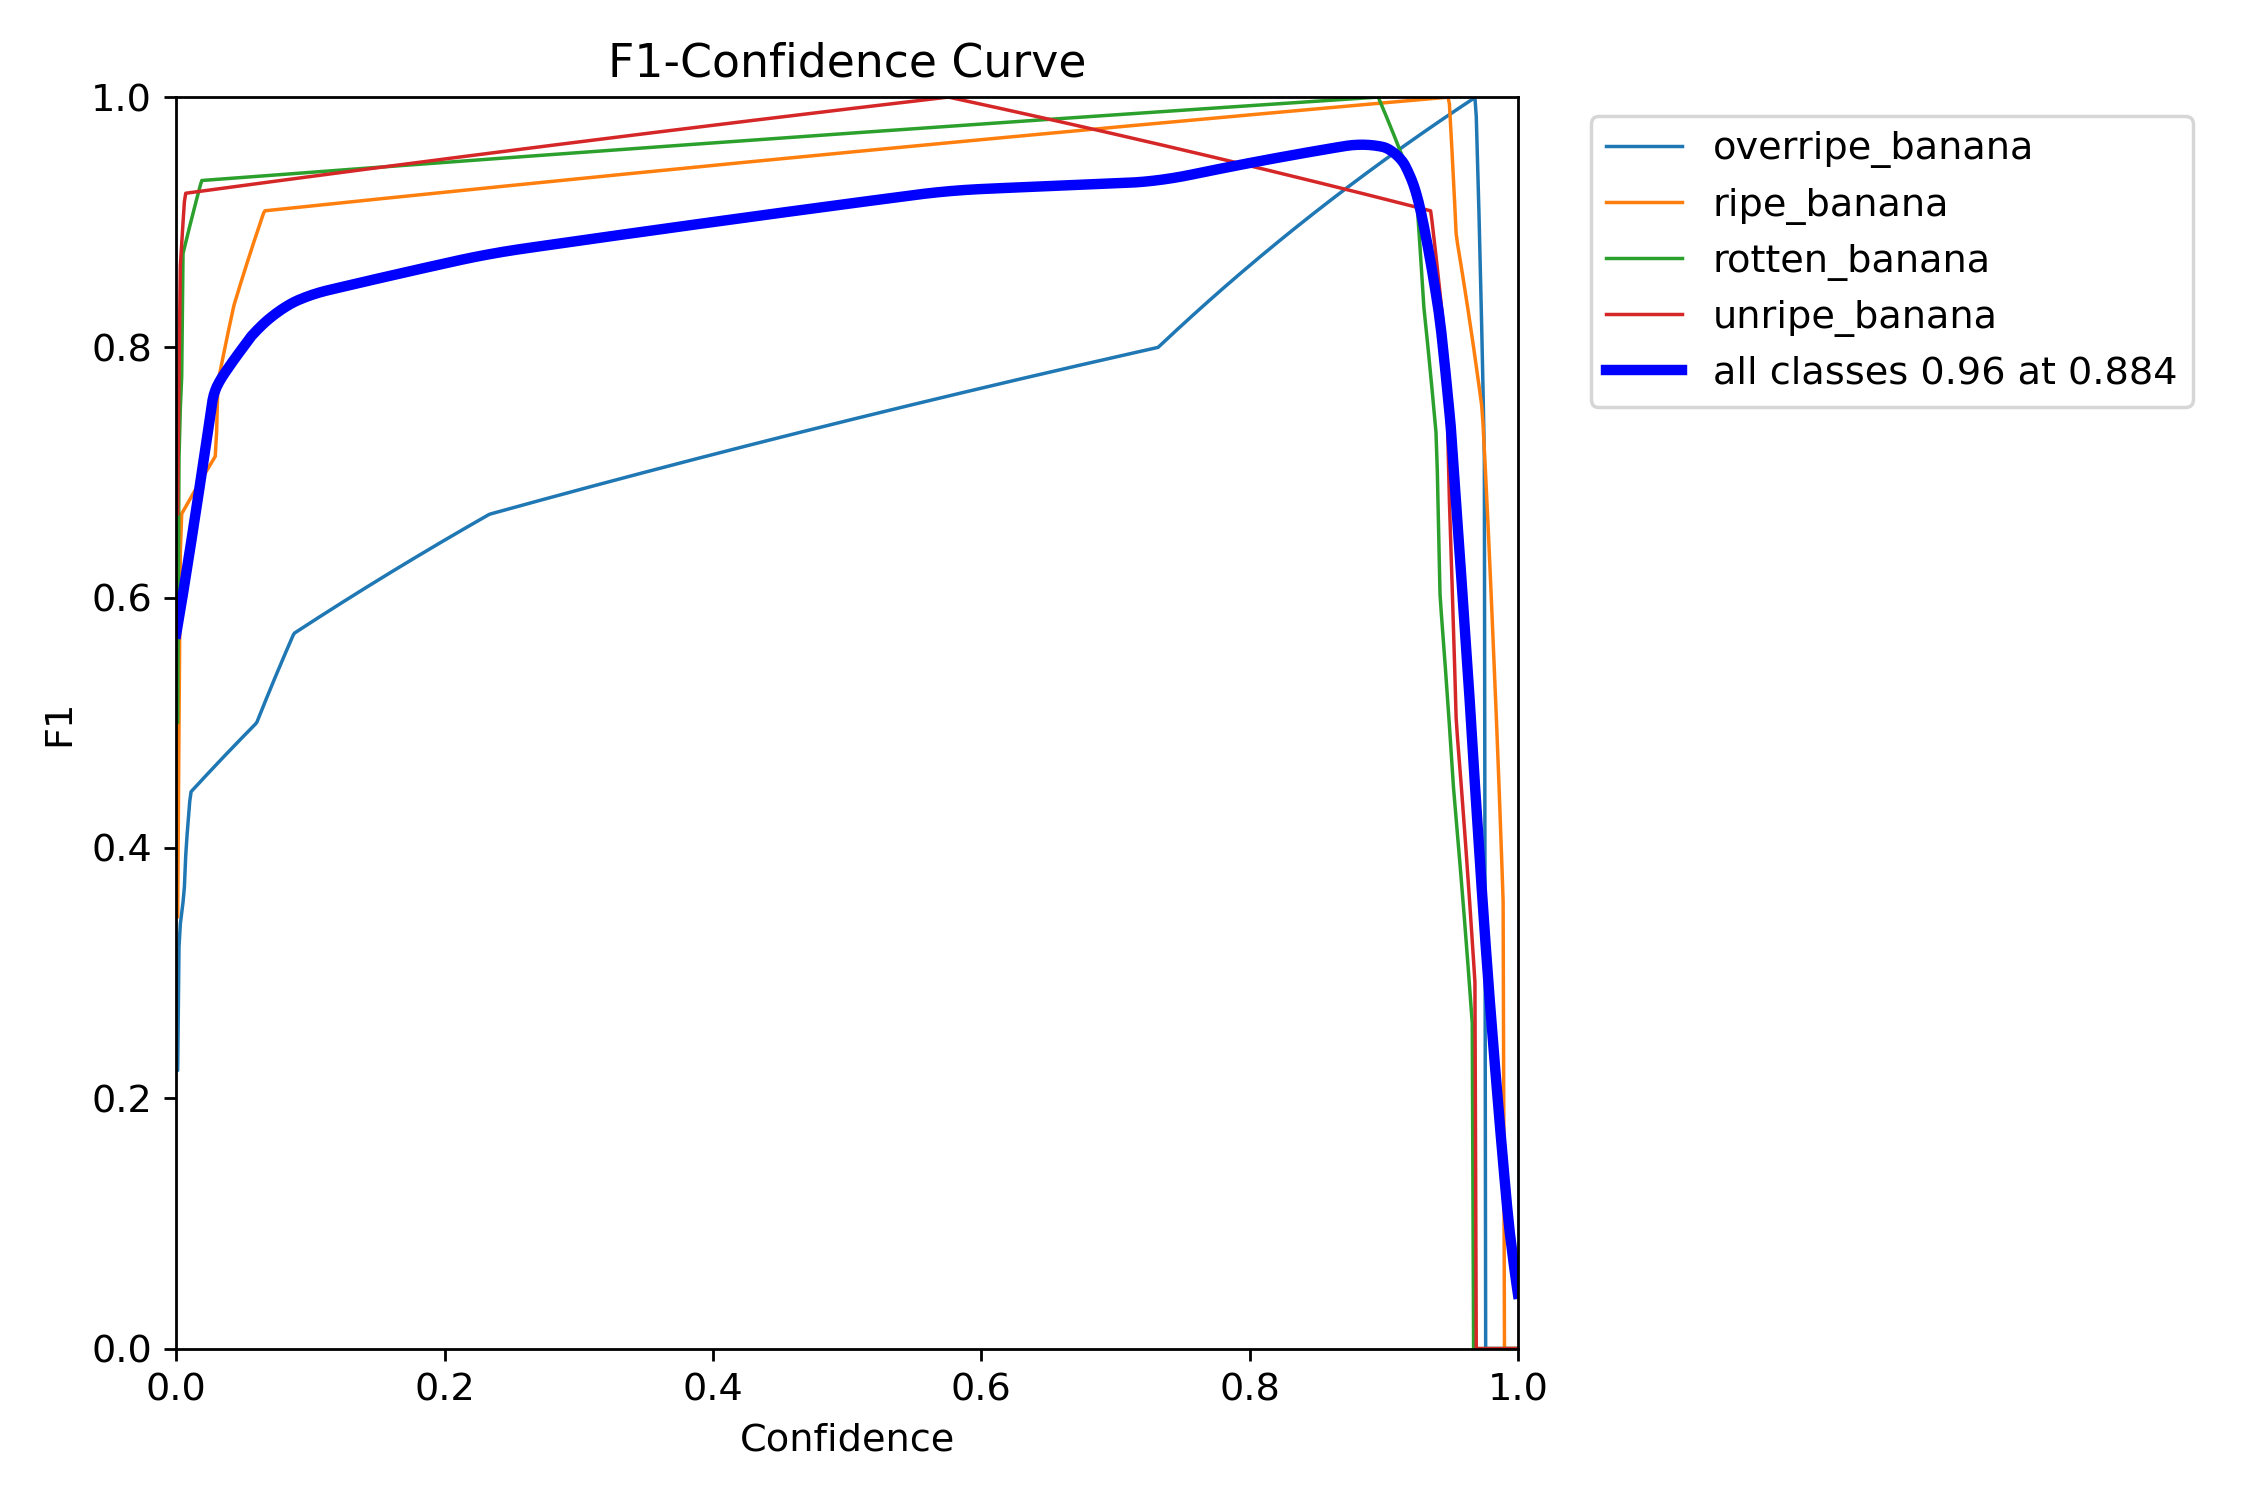 F1-Confidence Curve
1.0
0.8
0.6
0.4
0.2
0.0
F1
0.0 0.2 0.4 0.6 0.8 1.0
Confidence
overripe_banana
ripe_banana
rotten_banana
unripe_banana
all classes 0.96 at 0.884